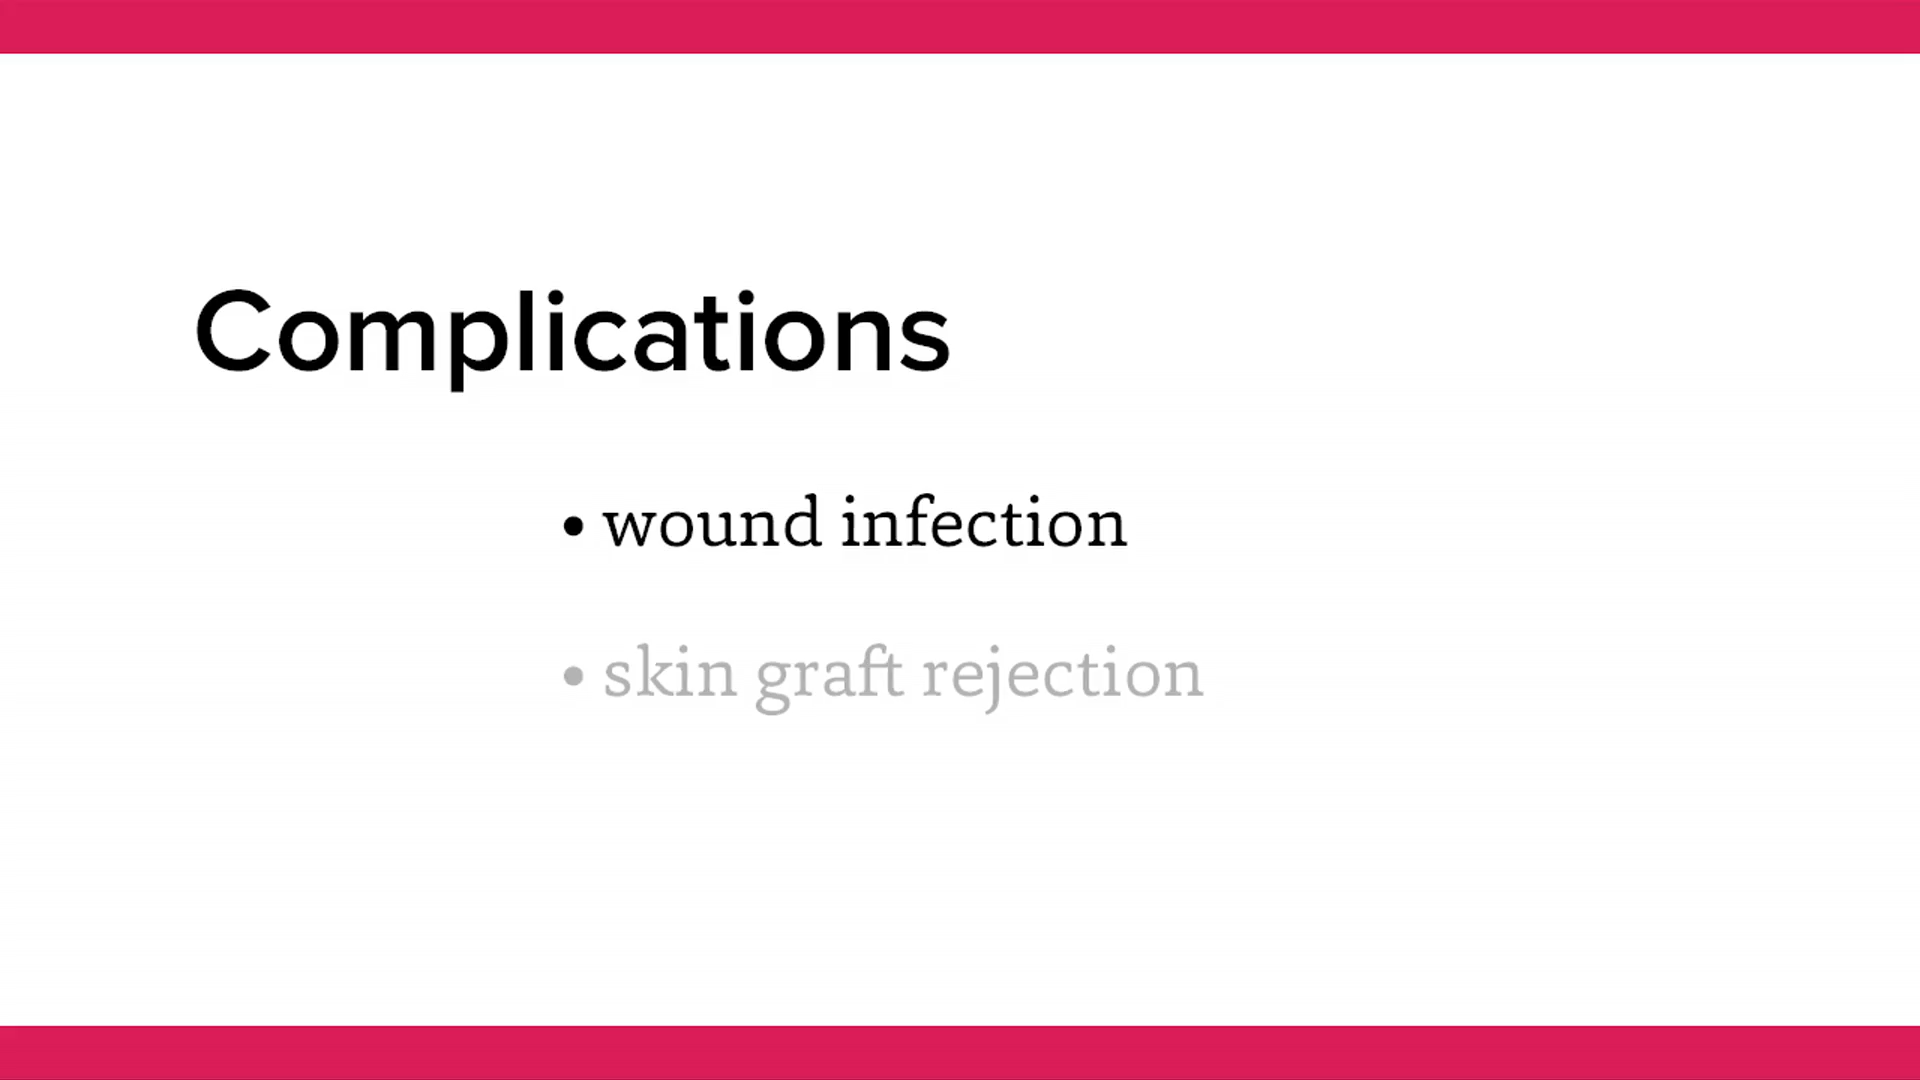 Complications
• wound infection
• skin graft rejection